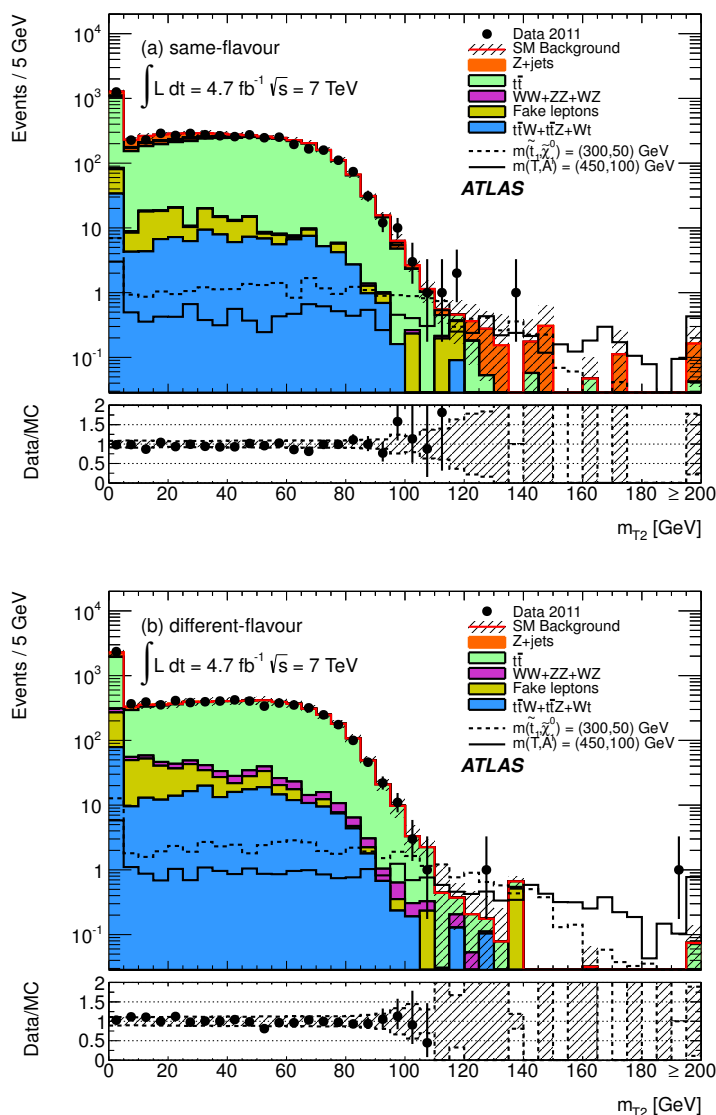 (a) same-flavour
∫ L dt = 4.7 fb⁻¹ √s = 7 TeV
Data 2011
SM Background
Z+jets
tt̄
WW+ZZ+WZ
Fake leptons
tt̄W+tt̄Z+Wt
m(t̃₁,χ̃⁰) = (300,50) GeV
m(T,A) = (450,100) GeV
ATLAS
Events / 5 GeV
10⁴
10³
10²
10
1
10⁻¹
Data/MC
2
1.5
1
0.5
0
0 20 40 60 80 100 120 140 160 180 ≥ 200
m_T2 [GeV]
(b) different-flavour
∫ L dt = 4.7 fb⁻¹ √s = 7 TeV
Data 2011
SM Background
Z+jets
tt̄
WW+ZZ+WZ
Fake leptons
tt̄W+tt̄Z+Wt
m(t̃₁,χ̃⁰) = (300,50) GeV
m(T,A) = (450,100) GeV
ATLAS
Events / 5 GeV
10⁴
10³
10²
10
1
10⁻¹
Data/MC
2
1.5
1
0.5
0
0 20 40 60 80 100 120 140 160 180 ≥ 200
m_T2 [GeV]